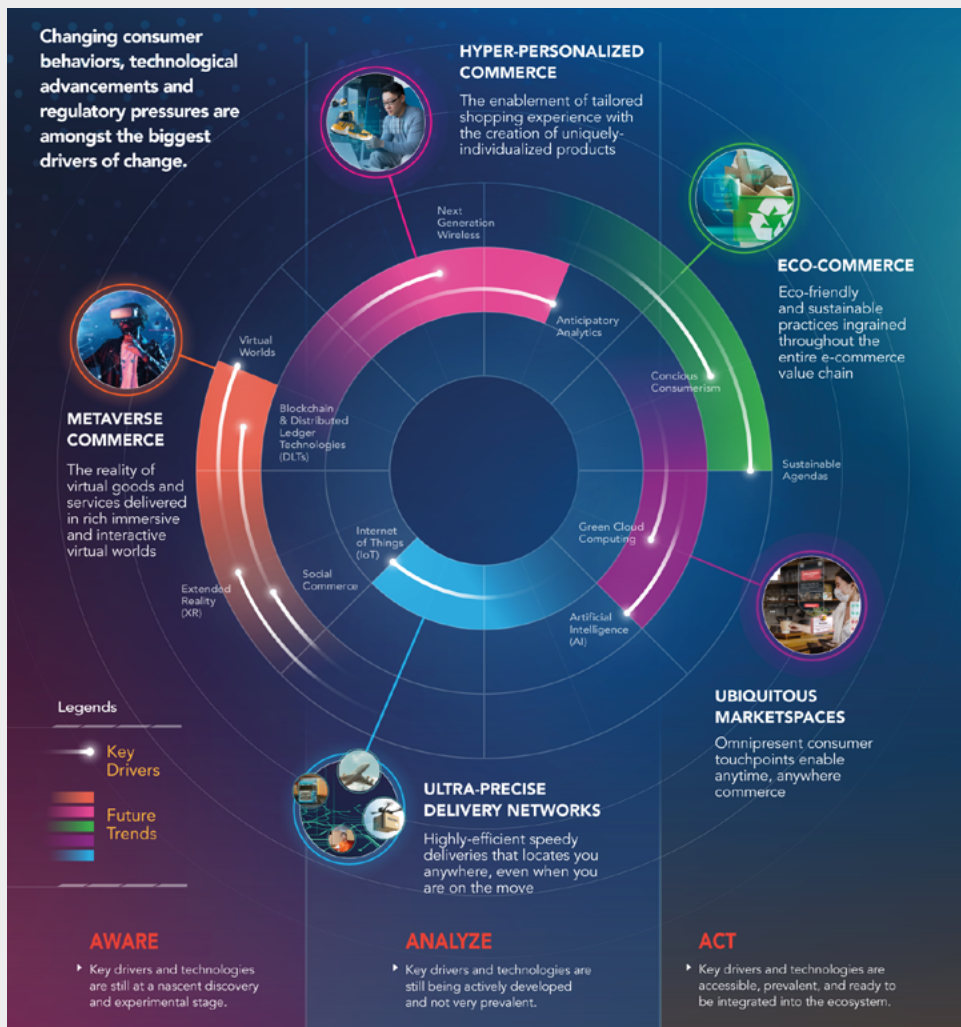 Changing consumer
behaviors, technological
advancements and
regulatory pressures are
amongst the biggest
drivers of change.
HYPER-PERSONALIZED
COMMERCE
The enablement of tailored
shopping experience with
the creation of uniquely-
individualized products
ECO-COMMERCE
Eco-friendly
and sustainable
practices ingrained
throughout the
entire e-commerce
value chain
METAVERSE
COMMERCE
The reality of
virtual goods and
services delivered
in rich immersive
and interactive
virtual worlds
Next
Generation
Wireless
Anticipatory
Analytics
Virtual
Worlds
Blockchain
& Distributed
Ledger
Technologies
(DLTs)
Concious
Consumerism
Sustainable
Agendas
Internet
of Things
(IoT)
Green Cloud
Computing
Social
Commerce
Extended
Reality
(XR)
Artificial
Intelligence
(AI)
UBIQUITOUS
MARKETSPACES
Omnipresent consumer
touchpoints enable
anytime, anywhere
commerce
Legends
Key
Drivers
Future
Trends
ULTRA-PRECISE
DELIVERY NETWORKS
Highly-efficient speedy
deliveries that locates you
anywhere, even when you
are on the move
AWARE
Key drivers and technologies
are still at a nascent discovery
and experimental stage.
ANALYZE
Key drivers and technologies are
still being actively developed
and not very prevalent.
ACT
Key drivers and technologies are
accessible, prevalent, and ready to
be integrated into the ecosystem.